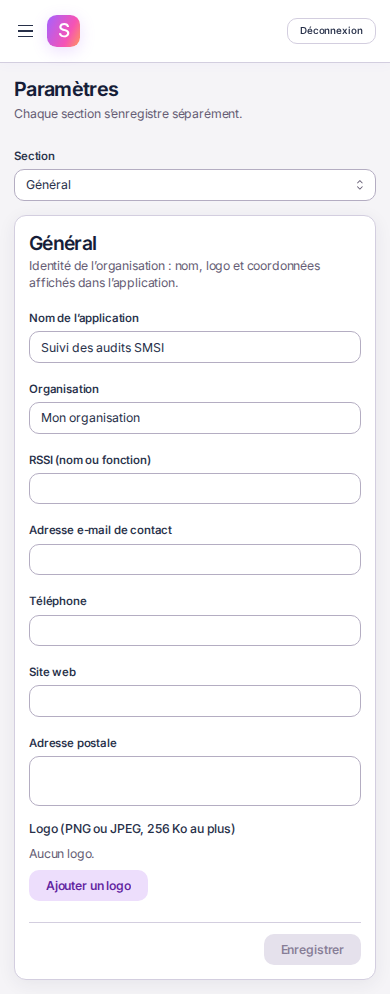 S
Déconnexion
Paramètres
Chaque section s’enregistre séparément.
Section
Général
Général
Identité de l’organisation : nom, logo et coordonnées
affichés dans l’application.
Nom de l’application
Suivi des audits SMSI
Organisation
Mon organisation
RSSI (nom ou fonction)
Adresse e-mail de contact
Téléphone
Site web
Adresse postale
Logo (PNG ou JPEG, 256 Ko au plus)
Aucun logo.
Ajouter un logo
Enregistrer